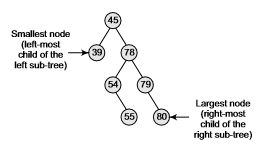 45
Smallest node
(left-most
child of the
left sub-tree)
39
78
54
79
55
80
Largest node
(right-most
child of the
right sub-tree)